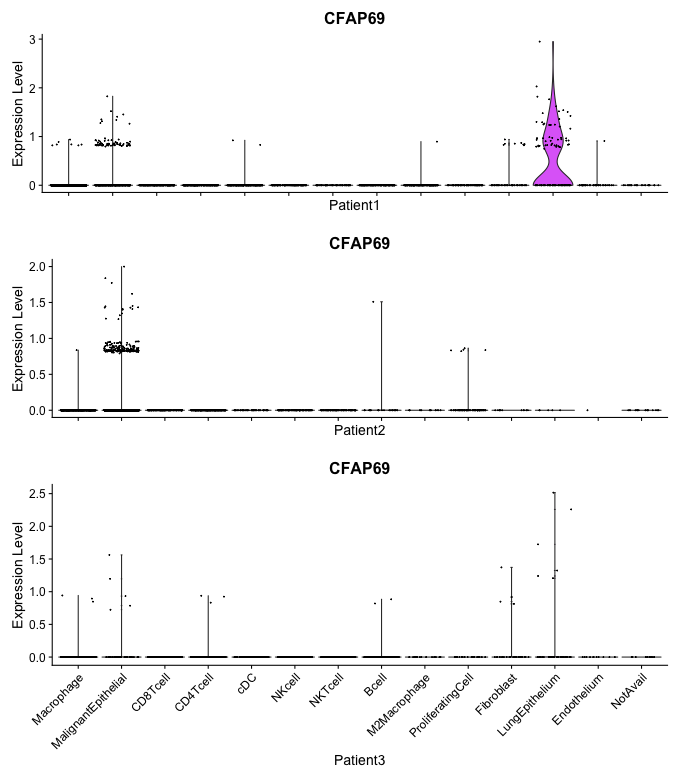 CFAP69
Expression Level
3
2
1
0
Patient1
CFAP69
Expression Level
2.0
1.5
1.0
0.5
0.0
Patient2
CFAP69
Expression Level
2.5
2.0
1.5
1.0
0.5
0.0
Macrophage
MalignantEpithelial
CD8Tcell
CD4Tcell
cDC
NKcell
NKTcell
Bcell
M2Macrophage
ProliferatingCell
Fibroblast
LungEpithelium
Endothelium
NotAvail
Patient3